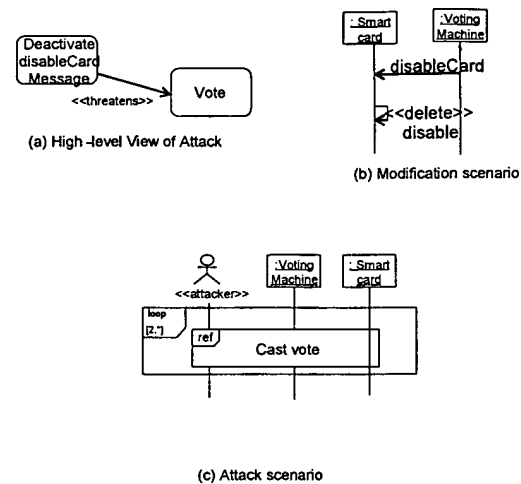 Deactivate
disableCard
Message
<<threatens>>
Vote
(a) High -level View of Attack
: Smart
card
:Voting
Machine
disableCard
<<delete>>
disable
(b) Modification scenario
<<attacker>>
:Voting
Machine
: Smart
card
loop
[2,*]
ref
Cast vote
(c) Attack scenario